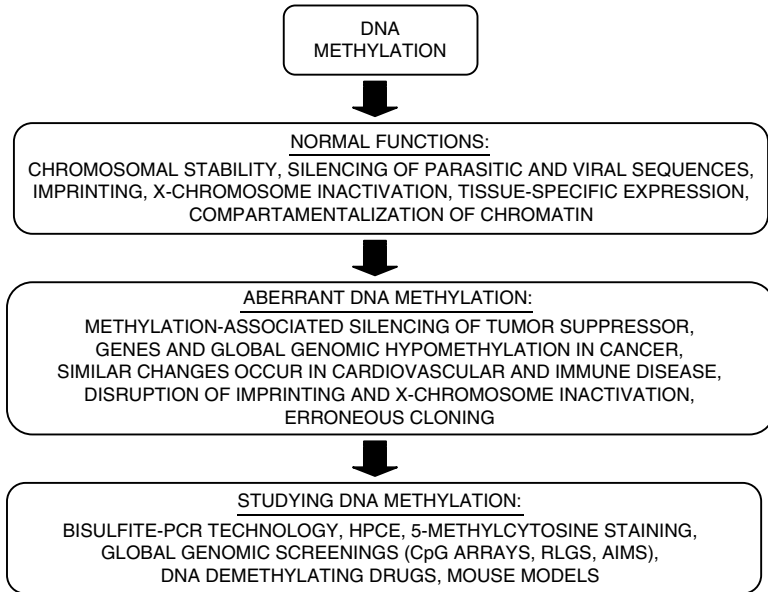 DNA
METHYLATION
NORMAL FUNCTIONS:
CHROMOSOMAL STABILITY, SILENCING OF PARASITIC AND VIRAL SEQUENCES,
IMPRINTING, X-CHROMOSOME INACTIVATION, TISSUE-SPECIFIC EXPRESSION,
COMPARTAMENTALIZATION OF CHROMATIN
ABERRANT DNA METHYLATION:
METHYLATION-ASSOCIATED SILENCING OF TUMOR SUPPRESSOR,
GENES AND GLOBAL GENOMIC HYPOMETHYLATION IN CANCER,
SIMILAR CHANGES OCCUR IN CARDIOVASCULAR AND IMMUNE DISEASE,
DISRUPTION OF IMPRINTING AND X-CHROMOSOME INACTIVATION,
ERRONEOUS CLONING
STUDYING DNA METHYLATION:
BISULFITE-PCR TECHNOLOGY, HPCE, 5-METHYLCYTOSINE STAINING,
GLOBAL GENOMIC SCREENINGS (CpG ARRAYS, RLGS, AIMS),
DNA DEMETHYLATING DRUGS, MOUSE MODELS